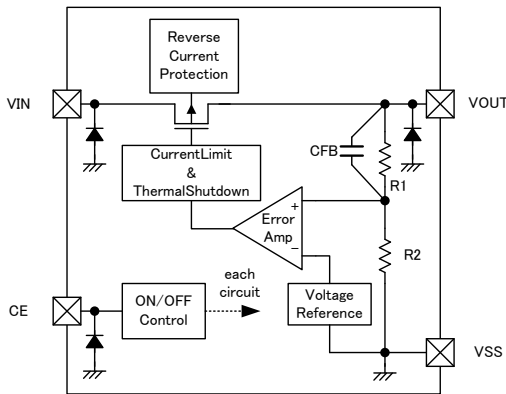 Reverse
Current
Protection
VIN
VOUT
CurrentLimit
&
ThermalShutdown
CFB
R1
+
Error
Amp
-
R2
each
circuit
CE
ON/OFF
Control
Voltage
Reference
VSS